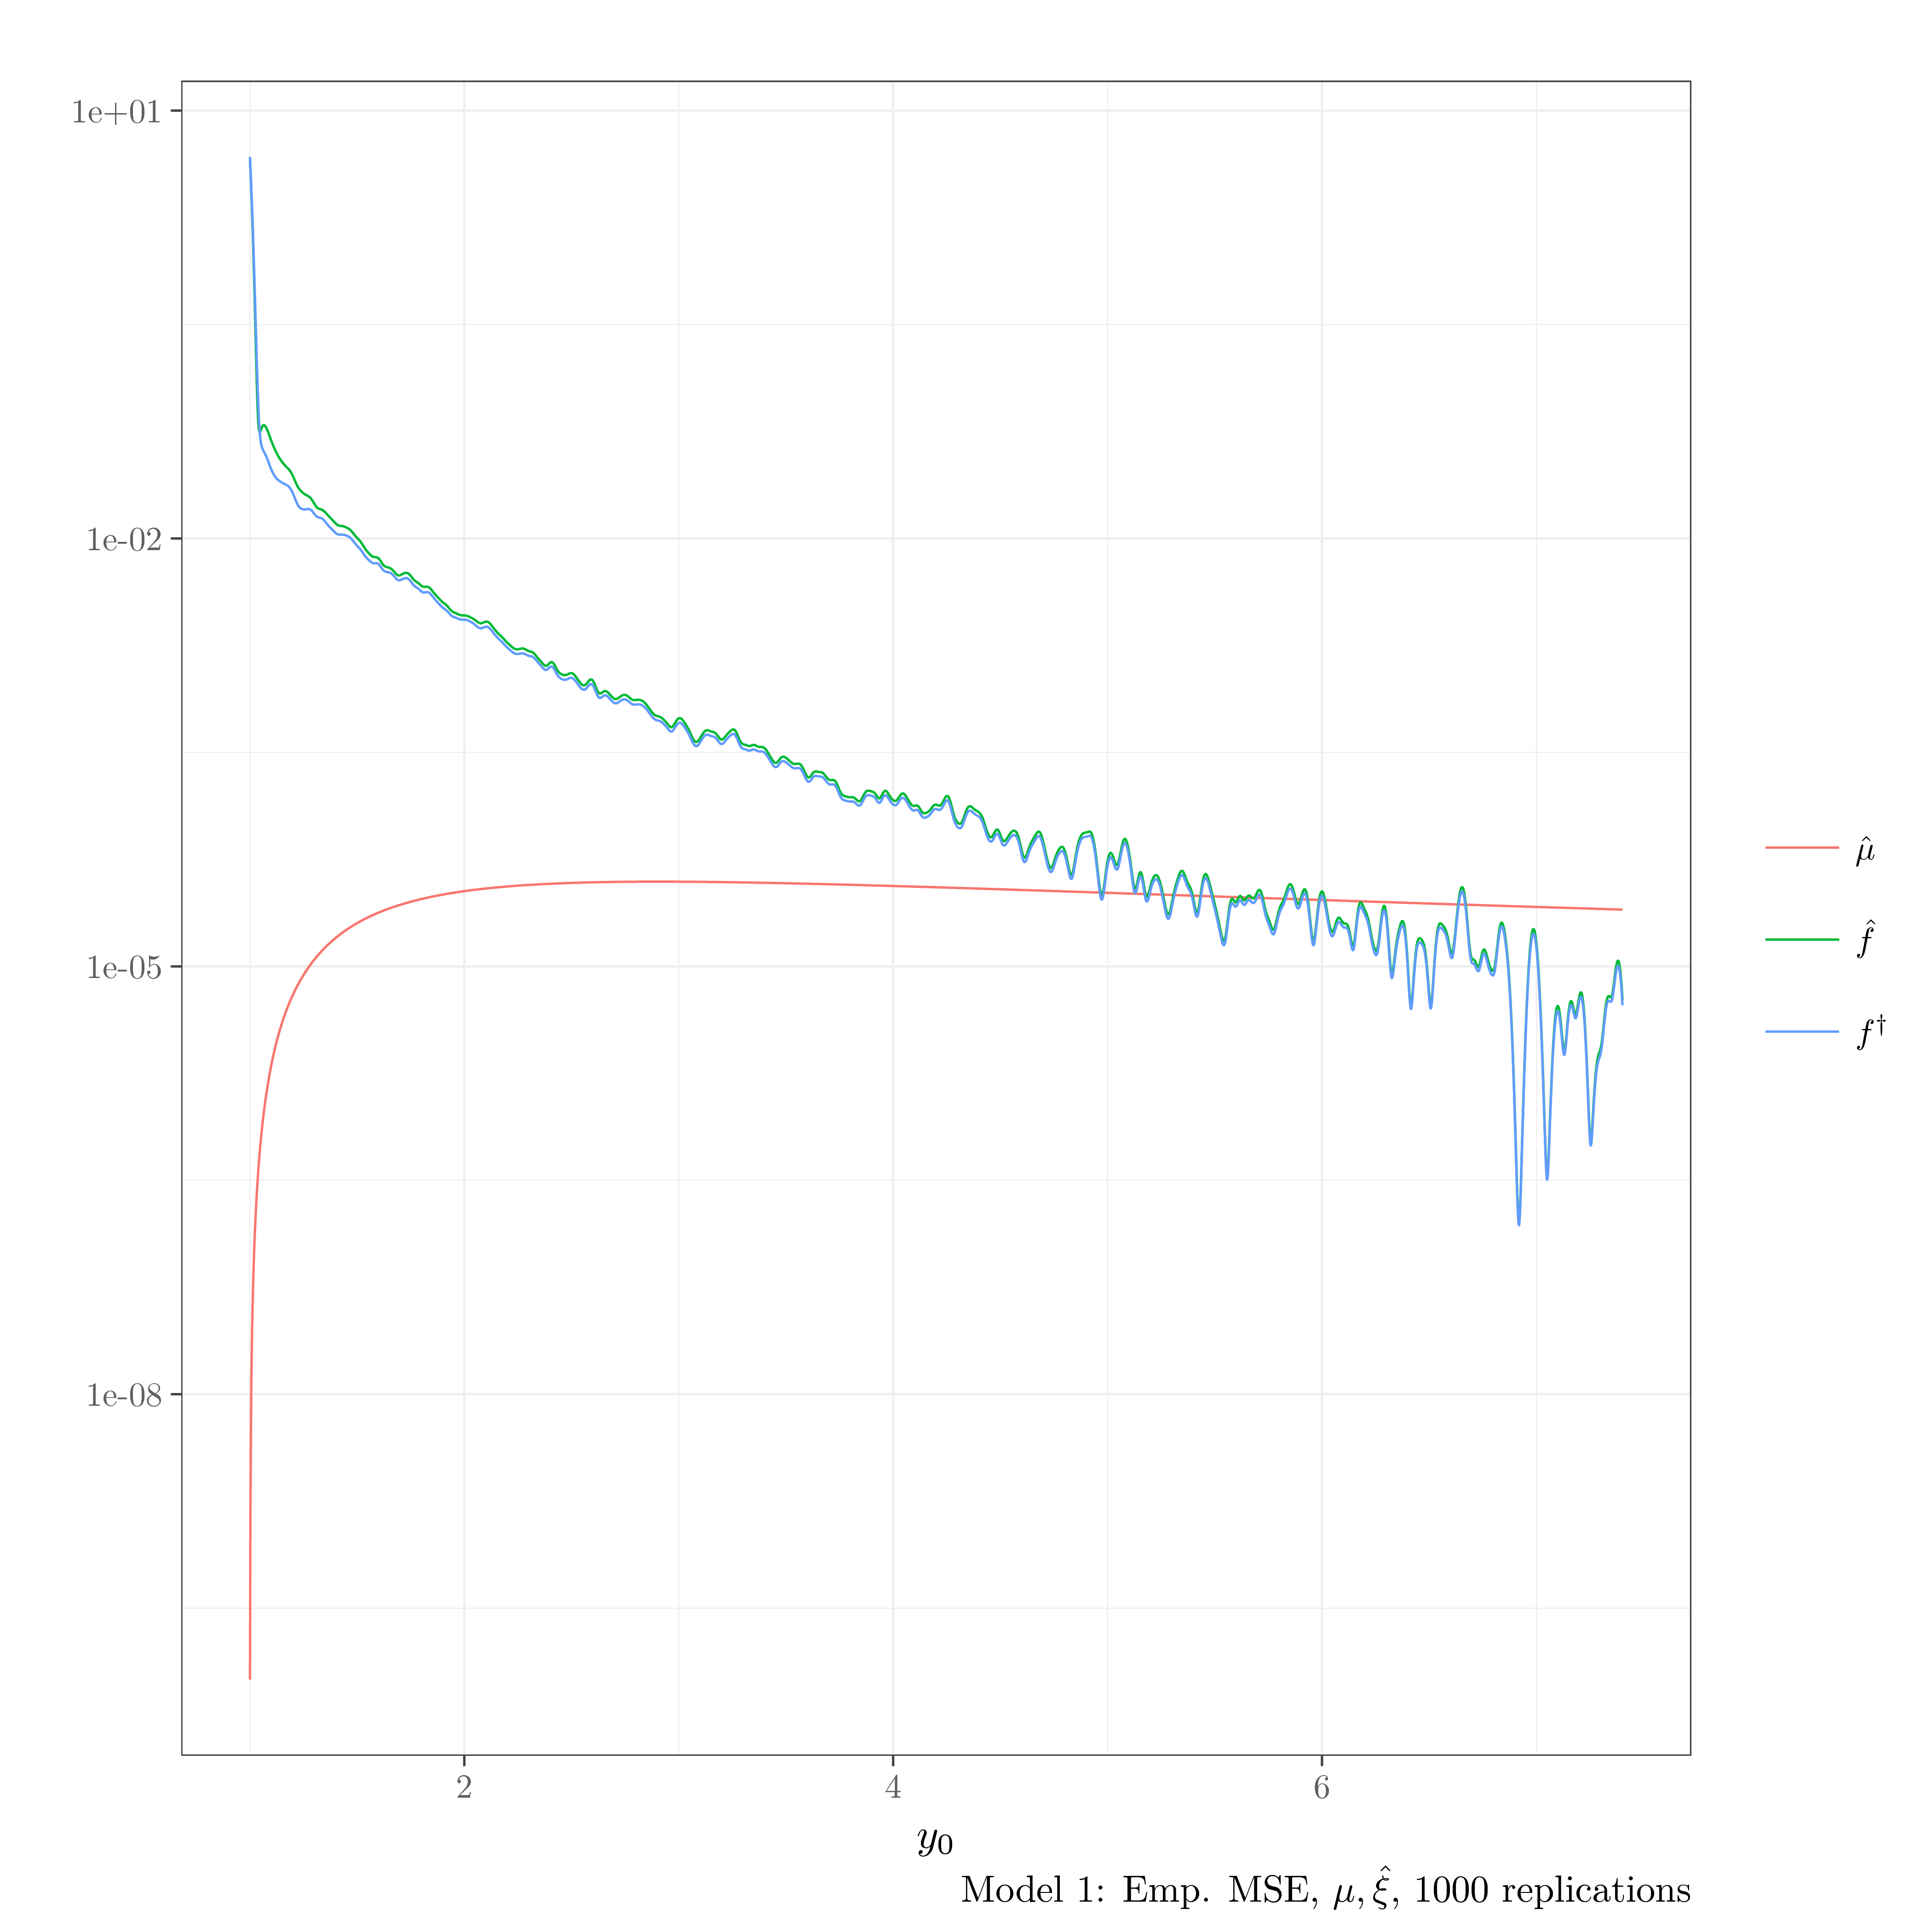 1e+01
1e-02
1e-05
1e-08
2 4 6
y₀
μ̂
f̂
f†
Model 1: Emp. MSE, μ, ξ̂, 1000 replications